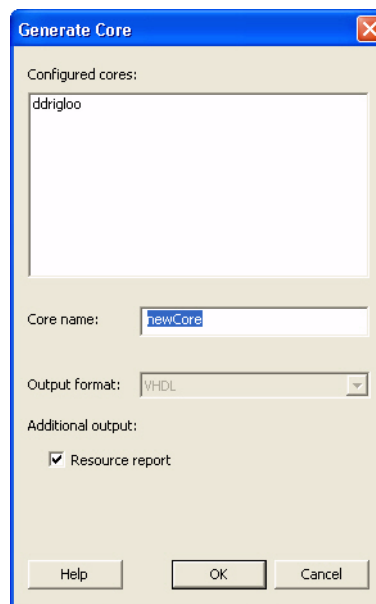 Generate Core
Configured cores:
ddrigloo
Core name: newCore
Output format: VHDL
Additional output:
Resource report
Help OK Cancel